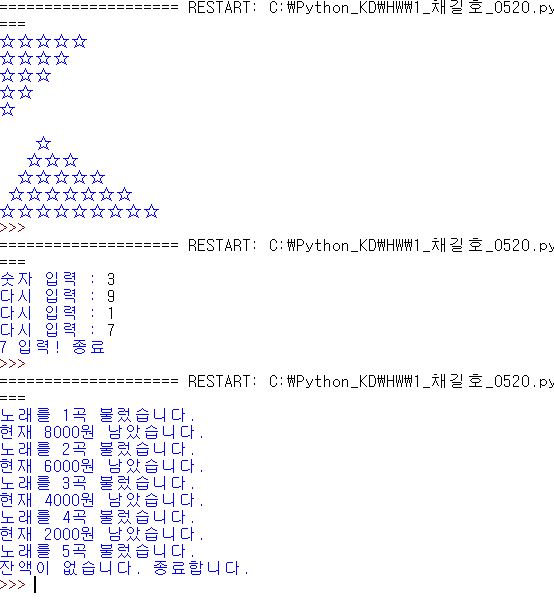 ==================== RESTART: C:\Python_KD\HW\1_채길호_0520.py
===
☆☆☆☆☆
☆☆☆☆
☆☆☆
☆☆
☆
☆
☆☆☆
☆☆☆☆☆
☆☆☆☆☆☆☆
☆☆☆☆☆☆☆☆☆
>>>
==================== RESTART: C:\Python_KD\HW\1_채길호_0520.py
===
숫자 입력 : 3
다시 입력 : 9
다시 입력 : 1
다시 입력 : 7
7 입력! 종료
>>>
==================== RESTART: C:\Python_KD\HW\1_채길호_0520.py
===
노래를 1곡 불렀습니다.
현재 8000원 남았습니다.
노래를 2곡 불렀습니다.
현재 6000원 남았습니다.
노래를 3곡 불렀습니다.
현재 4000원 남았습니다.
노래를 4곡 불렀습니다.
현재 2000원 남았습니다.
노래를 5곡 불렀습니다.
잔액이 없습니다. 종료합니다.
>>>